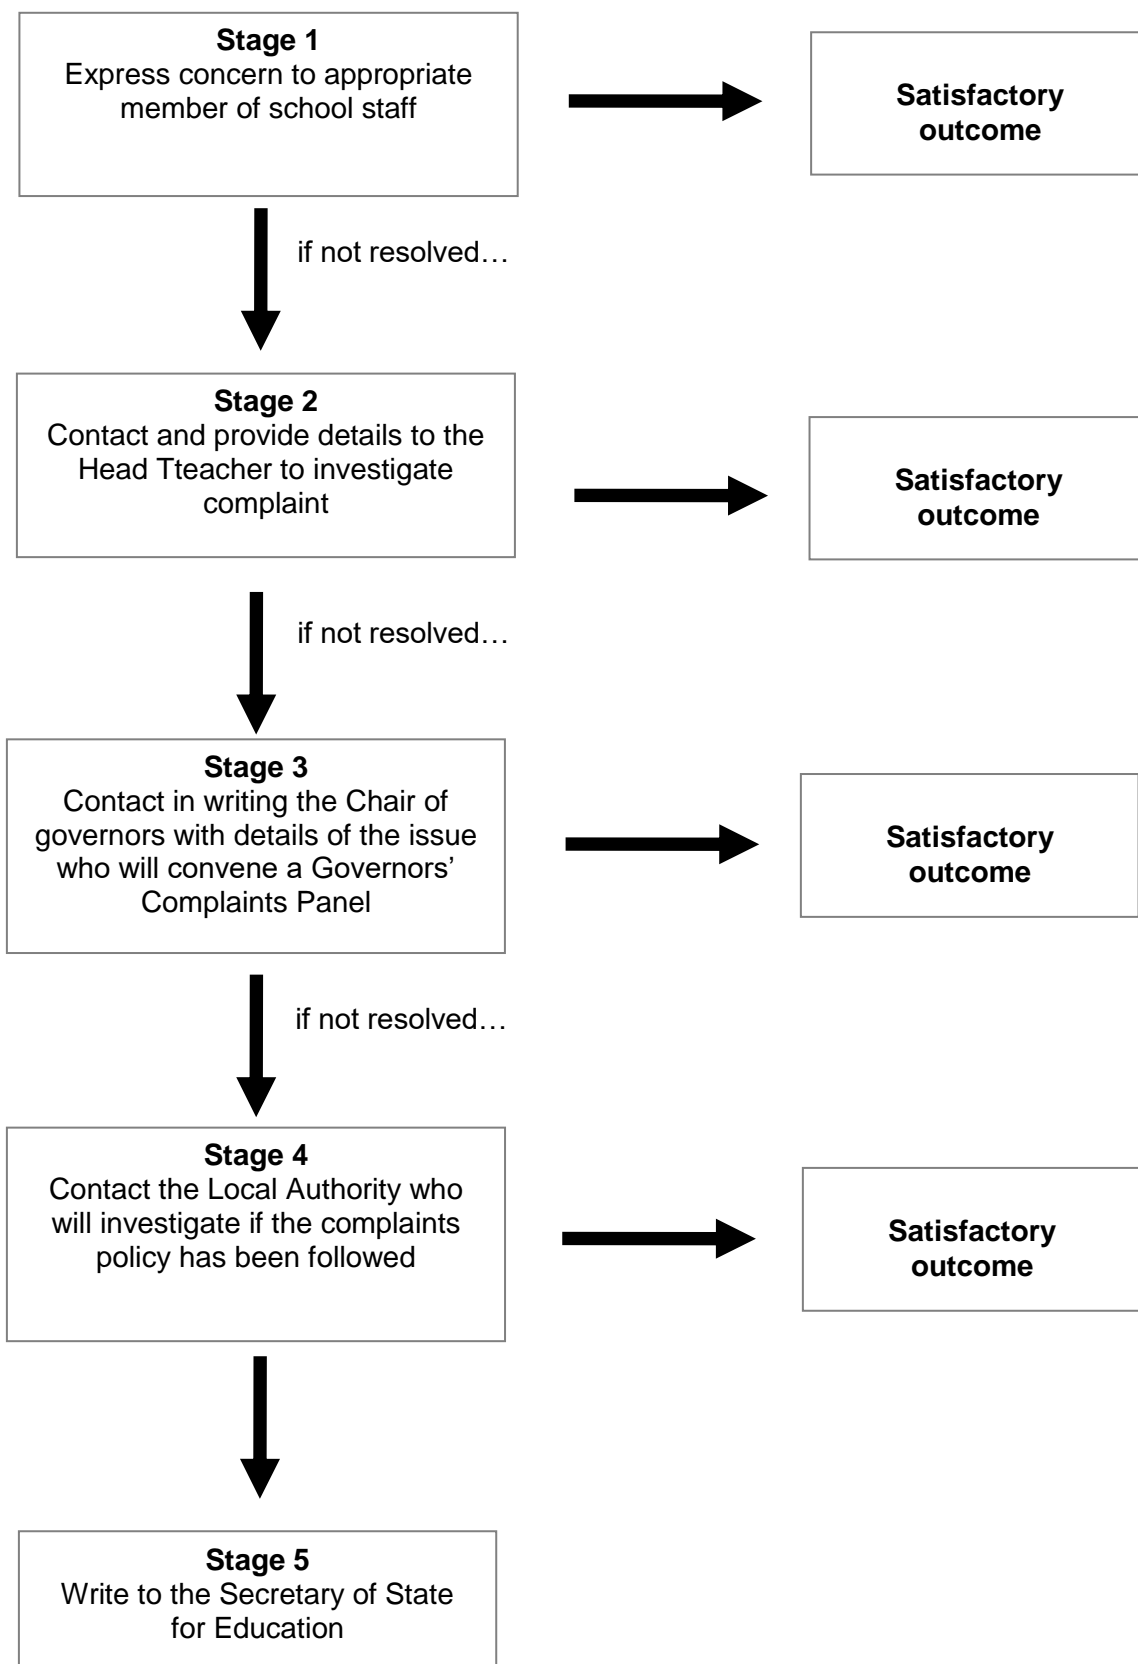 Stage 1
Express concern to appropriate
member of school staff
Satisfactory
outcome
if not resolved…
Stage 2
Contact and provide details to the
Head Tteacher to investigate
complaint
Satisfactory
outcome
if not resolved…
Stage 3
Contact in writing the Chair of
governors with details of the issue
who will convene a Governors’
Complaints Panel
Satisfactory
outcome
if not resolved…
Stage 4
Contact the Local Authority who
will investigate if the complaints
policy has been followed
Satisfactory
outcome
Stage 5
Write to the Secretary of State
for Education